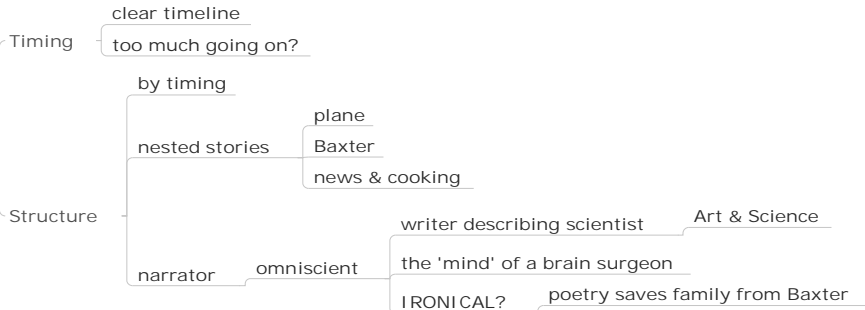 clear timeline
Timing
too much going on?
by timing
plane
nested stories
Baxter
news & cooking
Structure
writer describing scientist
Art & Science
narrator
omniscient
the 'mind' of a brain surgeon
IRONICAL?
poetry saves family from Baxter